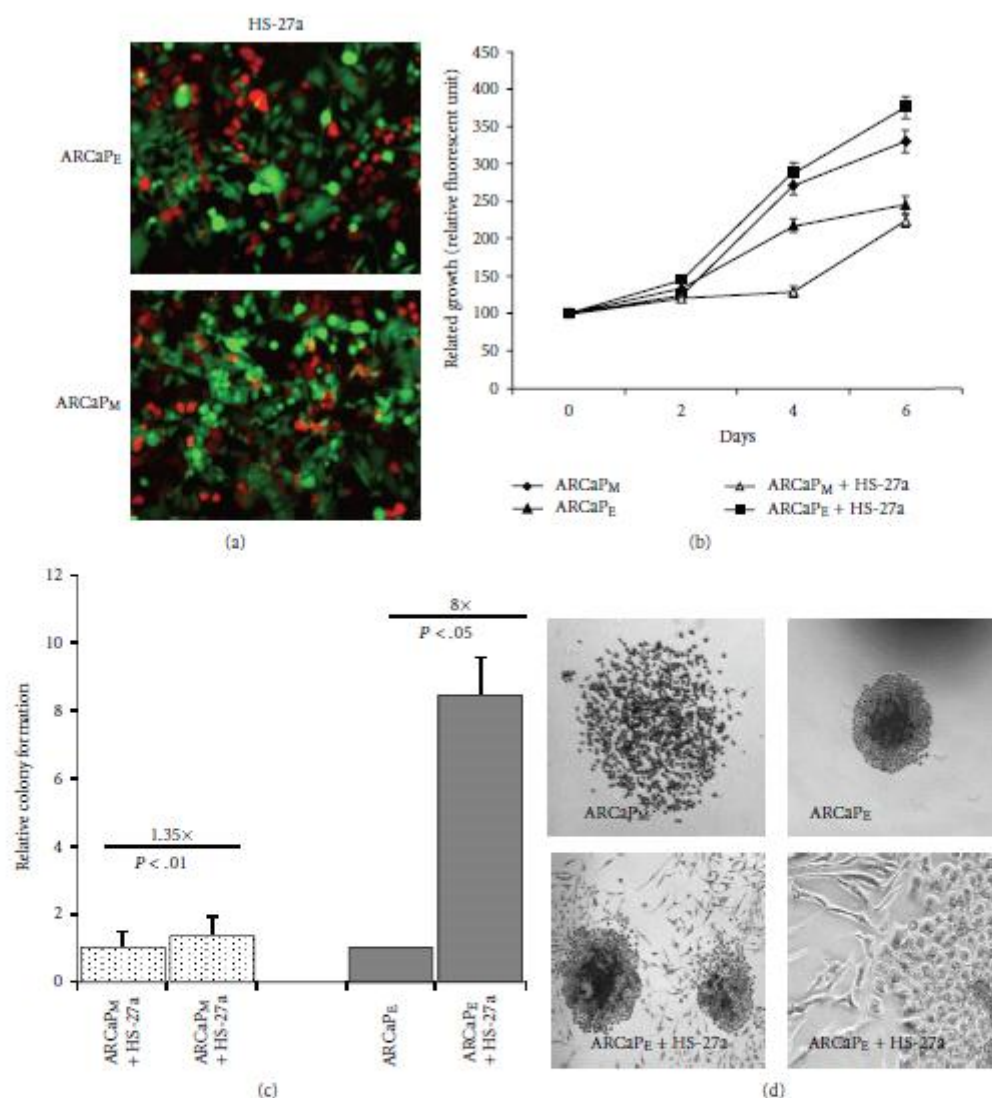 HS-27a
ARCaPE
ARCaPM
(a)
Related growth (relative fluorescent unit)
450
400
350
300
250
200
150
100
50
0
0 2 4 6
Days
ARCaPM
ARCaPE
ARCaPM + HS-27a
ARCaPE + HS-27a
(b)
Relative colony formation
12
10
8
6
4
2
0
1.35×
P < .01
8×
P < .05
ARCaPM
+ HS-27a
ARCaPM
+ HS-27a
ARCaPE
ARCaPE
+ HS-27a
(c)
ARCaPM
ARCaPE
ARCaPE + HS-27a
ARCaPE + HS-27a
(d)